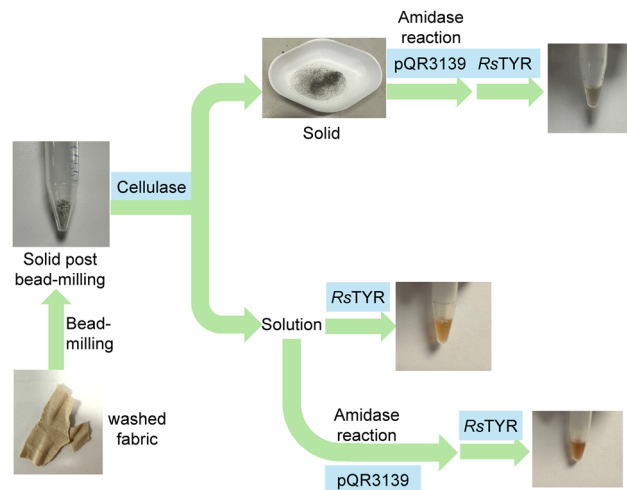 Amidase
reaction
pQR3139 RsTYR
Solid
Cellulase
Solid post
bead-milling
RsTYR
Solution
Bead-
milling
washed
fabric
Amidase
reaction
RsTYR
pQR3139